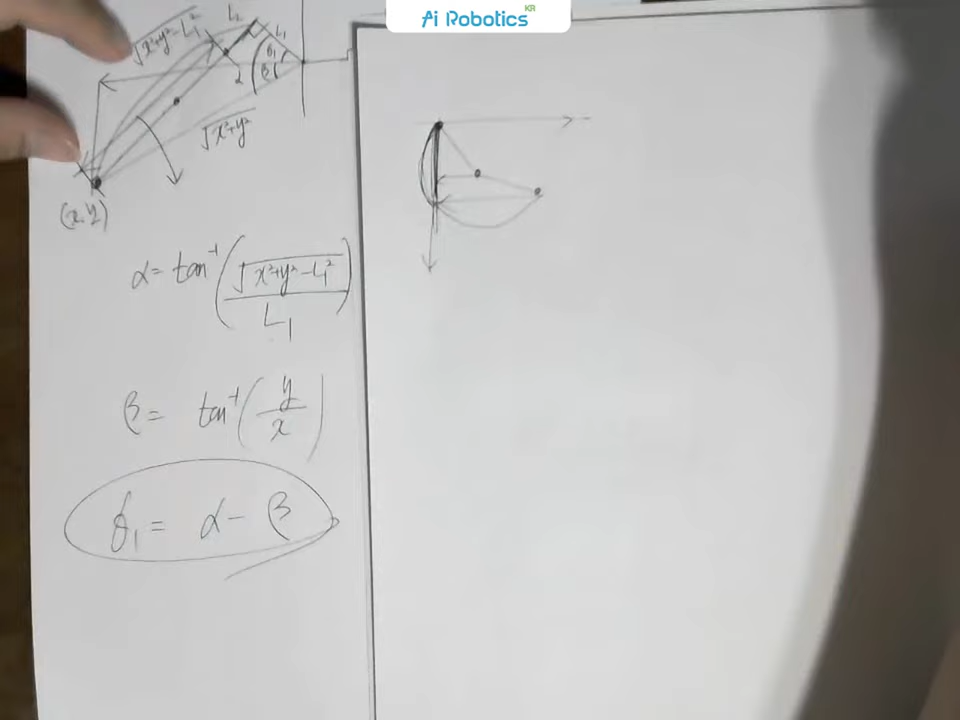 Ai Robotics KR
√x²+y²-L₁²
L₂
L₁
θ₁
β
α
√x²+y²
(x,y)
α = tan⁻¹(√x²+y²-L₁² / L₁)
β = tan⁻¹(y/x)
θ₁ = α - β